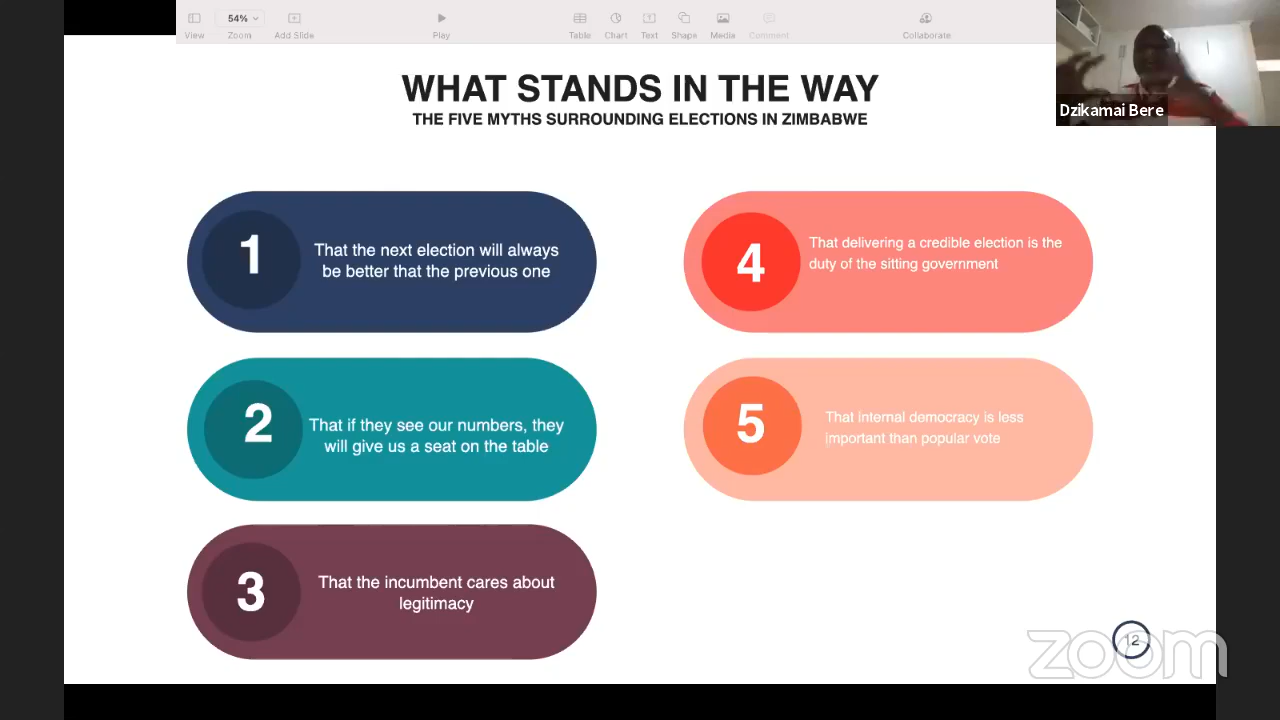 54%
View
Zoom
Add Slide
Play
Table
Chart
Text
Shape
Media
Comment
Collaborate
Dzikamai Bere
WHAT STANDS IN THE WAY
THE FIVE MYTHS SURROUNDING ELECTIONS IN ZIMBABWE
1
That the next election will always
be better that the previous one
2
That if they see our numbers, they
will give us a seat on the table
3
That the incumbent cares about
legitimacy
4
That delivering a credible election is the
duty of the sitting government
5
That internal democracy is less
important than popular vote
12
zoom